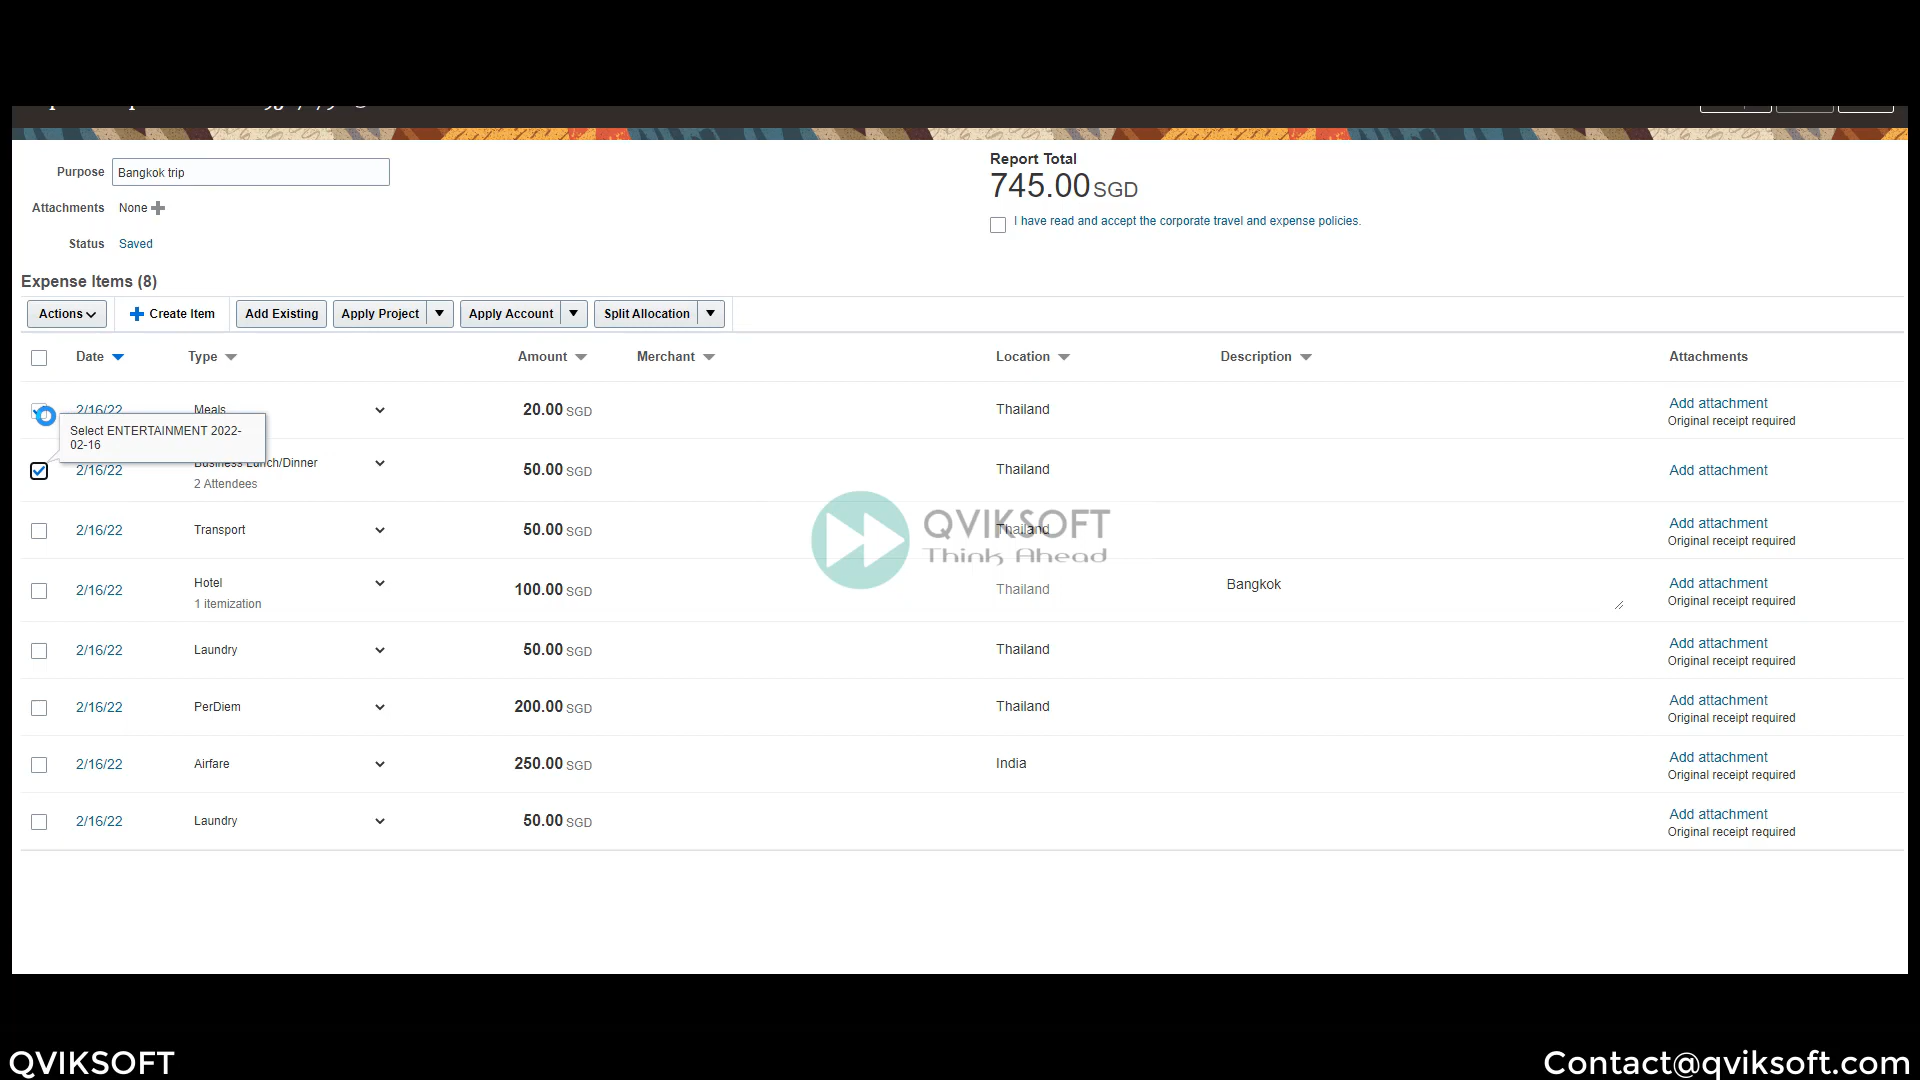 Purpose Bangkok trip
Attachments None
Status Saved
Report Total
745.00 SGD
I have read and accept the corporate travel and expense policies.
Expense Items (8)
Actions Create Item Add Existing Apply Project Apply Account Split Allocation
Date Type Amount Merchant Location Description Attachments
2/16/22 Meals 20.00 SGD Thailand Add attachment
Original receipt required
Select ENTERTAINMENT 2022-
02-16
2/16/22 Business Lunch/Dinner 50.00 SGD Thailand Add attachment
2 Attendees
2/16/22 Transport 50.00 SGD Thailand Add attachment
Original receipt required
QVIKSOFT
Think Ahead
2/16/22 Hotel 100.00 SGD Thailand Bangkok Add attachment
1 itemization Original receipt required
2/16/22 Laundry 50.00 SGD Thailand Add attachment
Original receipt required
2/16/22 PerDiem 200.00 SGD Thailand Add attachment
Original receipt required
2/16/22 Airfare 250.00 SGD India Add attachment
Original receipt required
2/16/22 Laundry 50.00 SGD Add attachment
Original receipt required
QVIKSOFT Contact@qviksoft.com